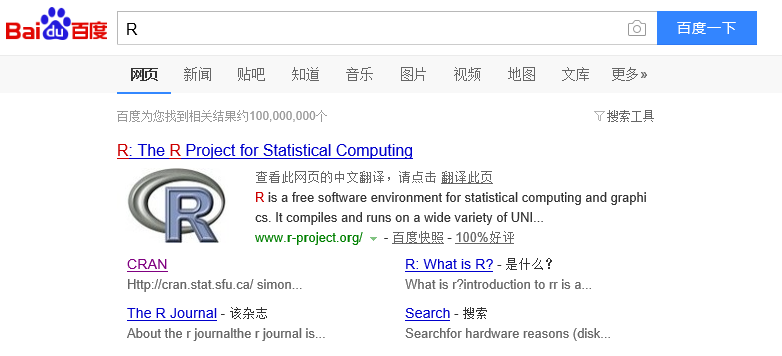 Bai du 百度 R 百度一下
网页 新闻 贴吧 知道 音乐 图片 视频 地图 文库 更多»
百度为您找到相关结果约100,000,000个 搜索工具
R: The R Project for Statistical Computing
R
查看此网页的中文翻译，请点击 翻译此页
R is a free software environment for statistical computing and graphi
cs. It compiles and runs on a wide variety of UNI...
www.r-project.org/ - 百度快照 - 100%好评
CRAN R: What is R? - 是什么?
Http://cran.stat.sfu.ca/ simon... What is r?introduction to rr is a...
The R Journal - 该杂志 Search - 搜索
About the r journalthe r journal is... Searchfor hardware reasons (disk...